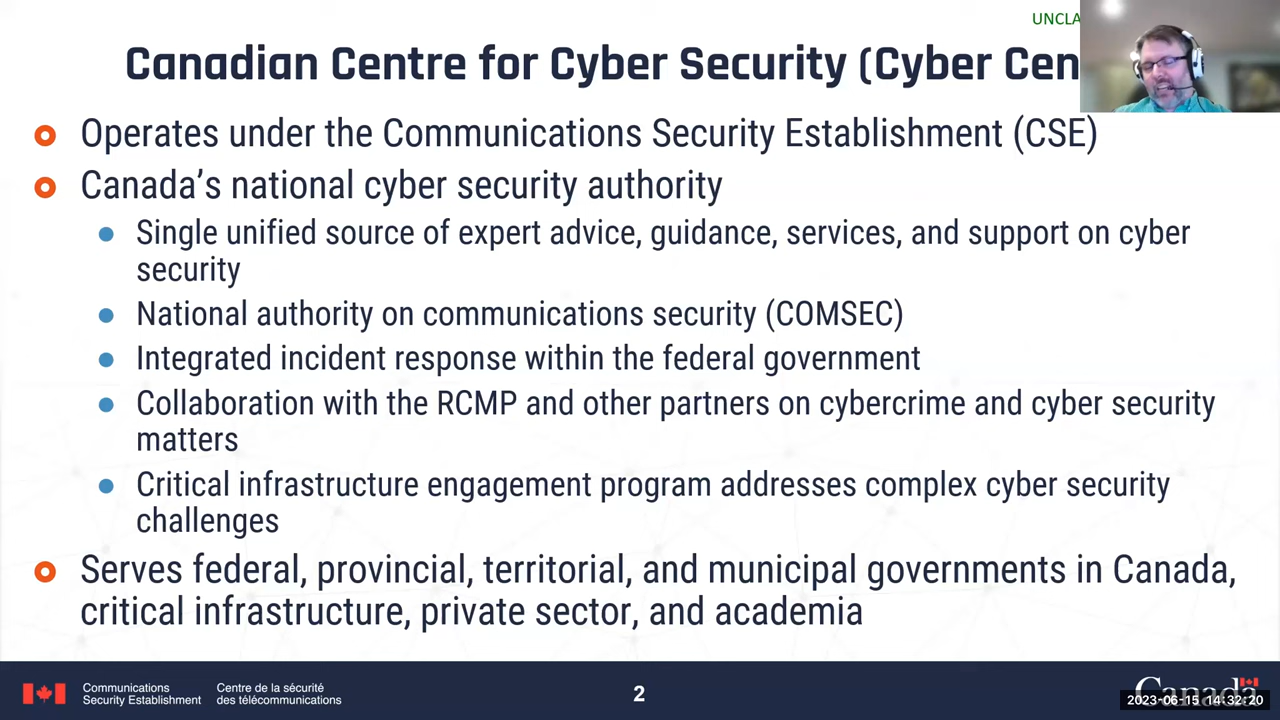 UNCLA
Canadian Centre for Cyber Security (Cyber Cen
Operates under the Communications Security Establishment (CSE)
Canada's national cyber security authority
Single unified source of expert advice, guidance, services, and support on cyber
security
National authority on communications security (COMSEC)
Integrated incident response within the federal government
Collaboration with the RCMP and other partners on cybercrime and cyber security
matters
Critical infrastructure engagement program addresses complex cyber security
challenges
Serves federal, provincial, territorial, and municipal governments in Canada,
critical infrastructure, private sector, and academia
Communications
Security Establishment
Centre de la sécurité
des télécommunications
2
Canada
2023-06-15 14:32:20